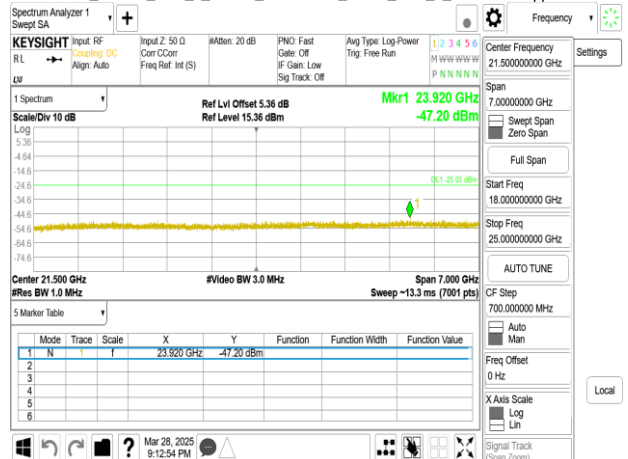 Spectrum Analyzer 1
Swept SA
+
Frequency
KEYSIGHT
RL
LXI
Input: RF
Coupling: DC
Align: Auto
Input Z: 50 Ω
Corr CCorr
Freq Ref: Int (S)
#Atten: 20 dB
PNO: Fast
Gate: Off
IF Gain: Low
Sig Track: Off
Avg Type: Log-Power
Trig: Free Run
1 2 3 4 5 6
M W W W W W
P N N N N N
Center Frequency
21.500000000 GHz
Settings
Span
7.00000000 GHz
Swept Span
Zero Span
Full Span
Start Freq
18.000000000 GHz
Stop Freq
25.000000000 GHz
AUTO TUNE
CF Step
700.000000 MHz
Auto
Man
Freq Offset
0 Hz
X Axis Scale
Log
Lin
Signal Track
(Span Zoom)
Local
1 Spectrum
Scale/Div 10 dB
Ref Lvl Offset 5.36 dB
Ref Level 15.36 dBm
Mkr1 23.920 GHz
-47.20 dBm
Log
5.36
-4.64
-14.6
-24.6
-34.6
-44.6
-54.6
-64.6
-74.6
DL1 -25.00 dBm
1
Center 21.500 GHz
#Res BW 1.0 MHz
#Video BW 3.0 MHz
Span 7.000 GHz
Sweep ~13.3 ms (7001 pts)
5 Marker Table
Mode Trace Scale X Y Function Function Width Function Value
1 N 1 f 23.920 GHz -47.20 dBm
2
3
4
5
6
?
Mar 28, 2025
9:12:54 PM